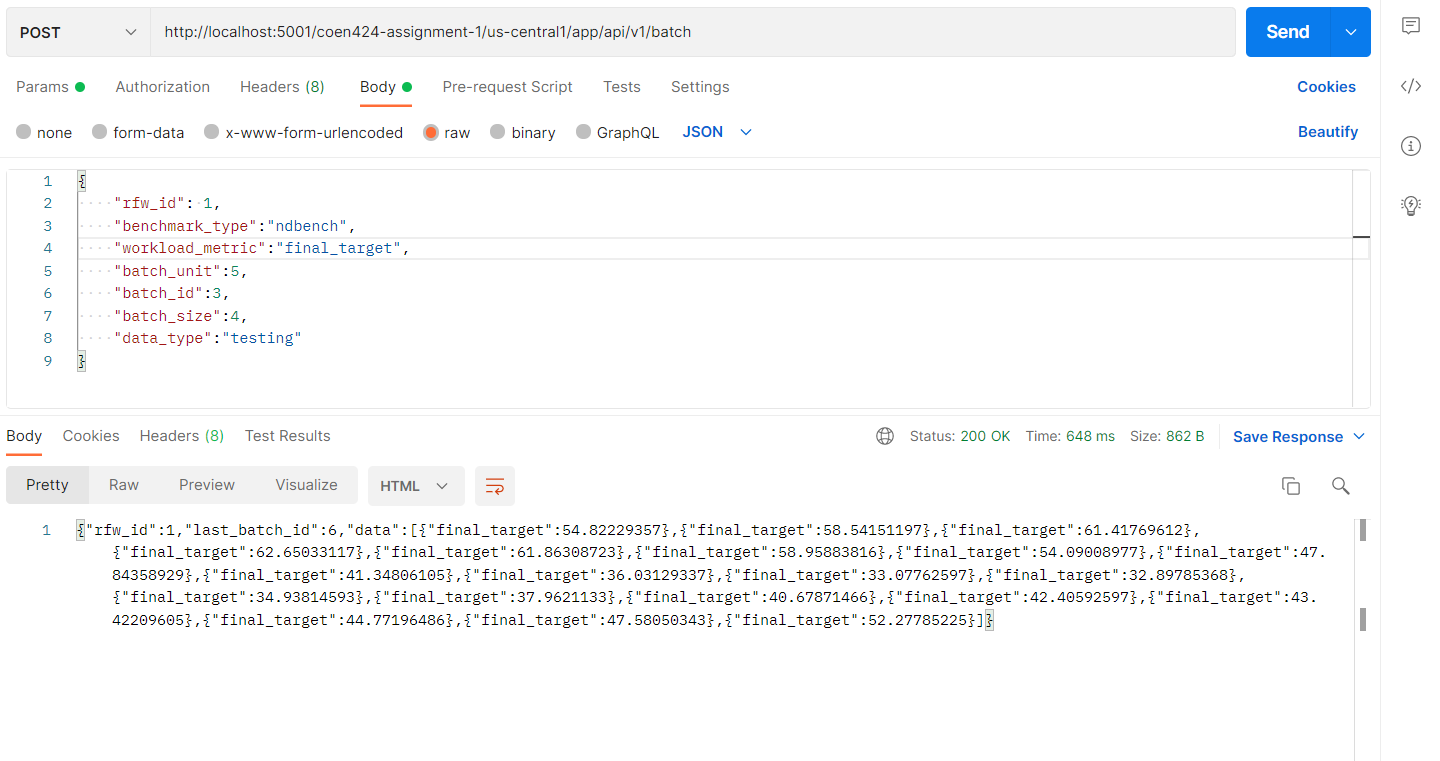 POST http://localhost:5001/coen424-assignment-1/us-central1/app/api/v1/batch Send
Params Authorization Headers (8) Body Pre-request Script Tests Settings Cookies
none form-data x-www-form-urlencoded raw binary GraphQL JSON Beautify
1 {
2 ····"rfw_id":·1,
3 ····"benchmark_type":"ndbench",
4 ····"workload_metric":"final_target",
5 ····"batch_unit":5,
6 ····"batch_id":3,
7 ····"batch_size":4,
8 ····"data_type":"testing"
9 }
Body Cookies Headers (8) Test Results Status: 200 OK Time: 648 ms Size: 862 B Save Response
Pretty Raw Preview Visualize HTML
1 {"rfw_id":1,"last_batch_id":6,"data":[{"final_target":54.82229357},{"final_target":58.54151197},{"final_target":61.41769612},
{"final_target":62.65033117},{"final_target":61.86308723},{"final_target":58.95883816},{"final_target":54.09008977},{"final_target":47.
84358929},{"final_target":41.34806105},{"final_target":36.03129337},{"final_target":33.07762597},{"final_target":32.89785368},
{"final_target":34.93814593},{"final_target":37.9621133},{"final_target":40.67871466},{"final_target":42.40592597},{"final_target":43.
42209605},{"final_target":44.77196486},{"final_target":47.58050343},{"final_target":52.27785225}]}